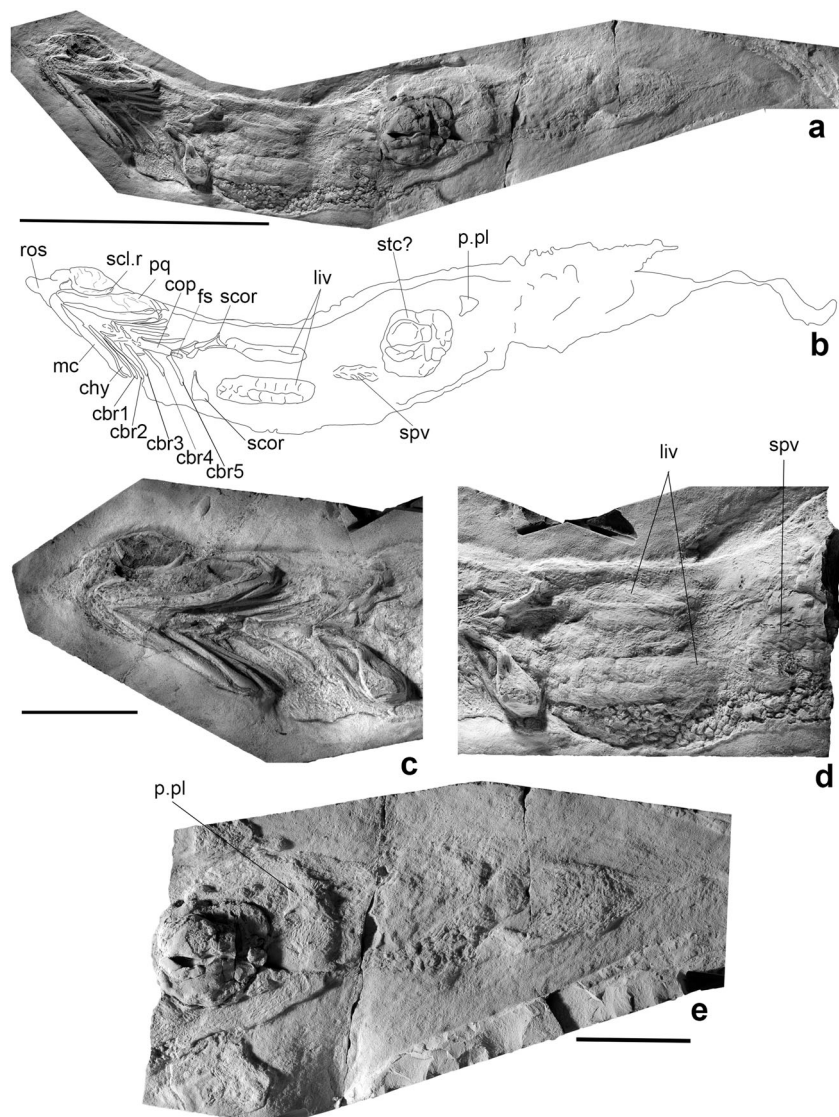 a
ros
scl.r
pq
cop
fs
scor
liv
stc?
p.pl
b
mc
chy
cbr1
cbr2
cbr3
cbr4
cbr5
scor
spv
liv
spv
c
d
p.pl
e